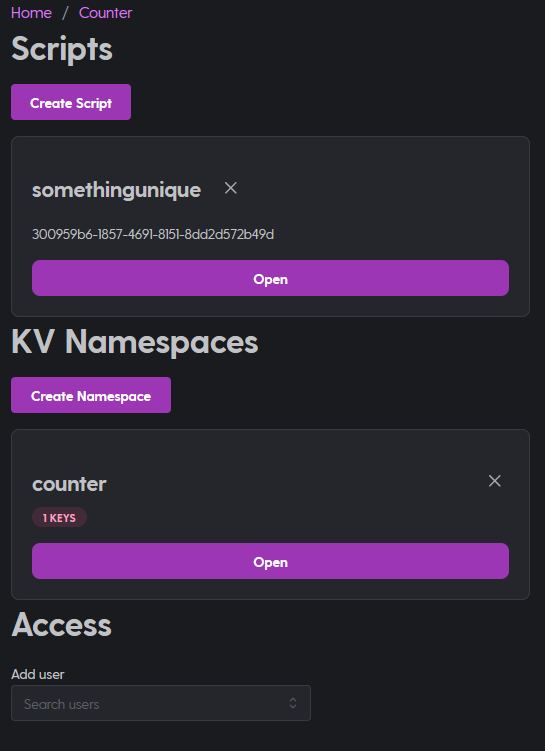 Home / Counter
Scripts
Create Script
somethingunique
300959b6-1857-4691-8151-8dd2d572b49d
Open
KV Namespaces
Create Namespace
counter
1 KEYS
Open
Access
Add user
Search users